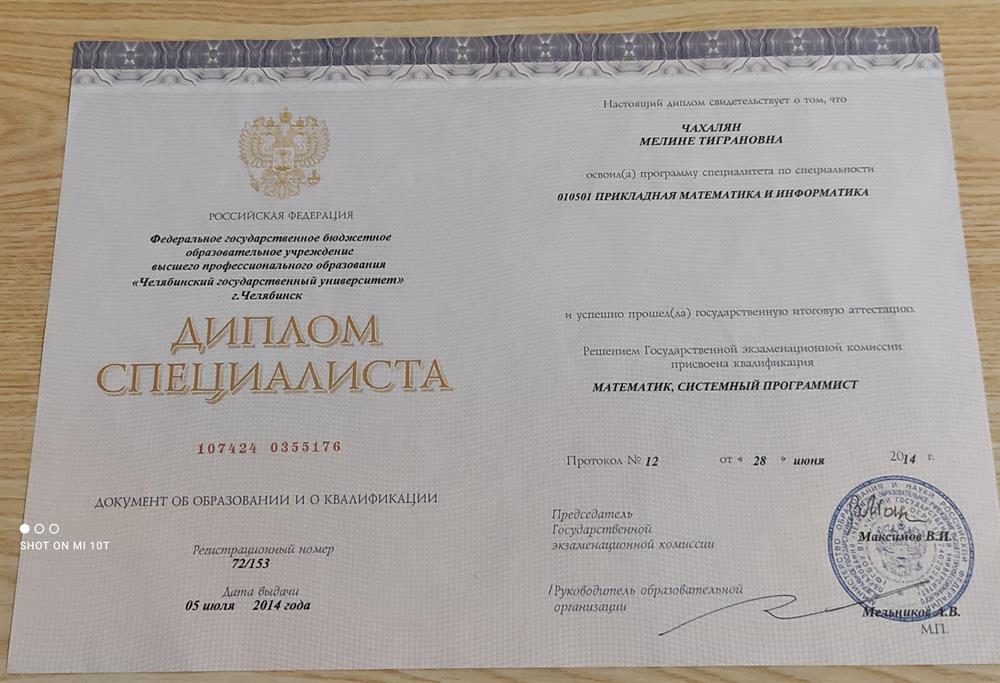 РОССИЙСКАЯ ФЕДЕРАЦИЯ
Федеральное государственное бюджетное
образовательное учреждение
высшего профессионального образования
«Челябинский государственный университет»
г.Челябинск
ДИПЛОМ
СПЕЦИАЛИСТА
107424 0355176
ДОКУМЕНТ ОБ ОБРАЗОВАНИИ И О КВАЛИФИКАЦИИ
Регистрационный номер
72/153
Дата выдачи
05 июля 2014 года
SHOT ON MI 10T
Настоящий диплом свидетельствует о том, что
ЧАХАЛЯН
МЕЛИНЕ ТИГРАНОВНА
освоил(а) программу специалитета по специальности
010501 ПРИКЛАДНАЯ МАТЕМАТИКА И ИНФОРМАТИКА
и успешно прошел(ла) государственную итоговую аттестацию.
Решением Государственной экзаменационной комиссии
присвоена квалификация
МАТЕМАТИК, СИСТЕМНЫЙ ПРОГРАММИСТ
Протокол № 12 от « 28 » июня 2014 г.
Председатель
Государственной
экзаменационной комиссии
Максимов В.И.
Руководитель образовательной
организации
Мельников А.В.
М.П.